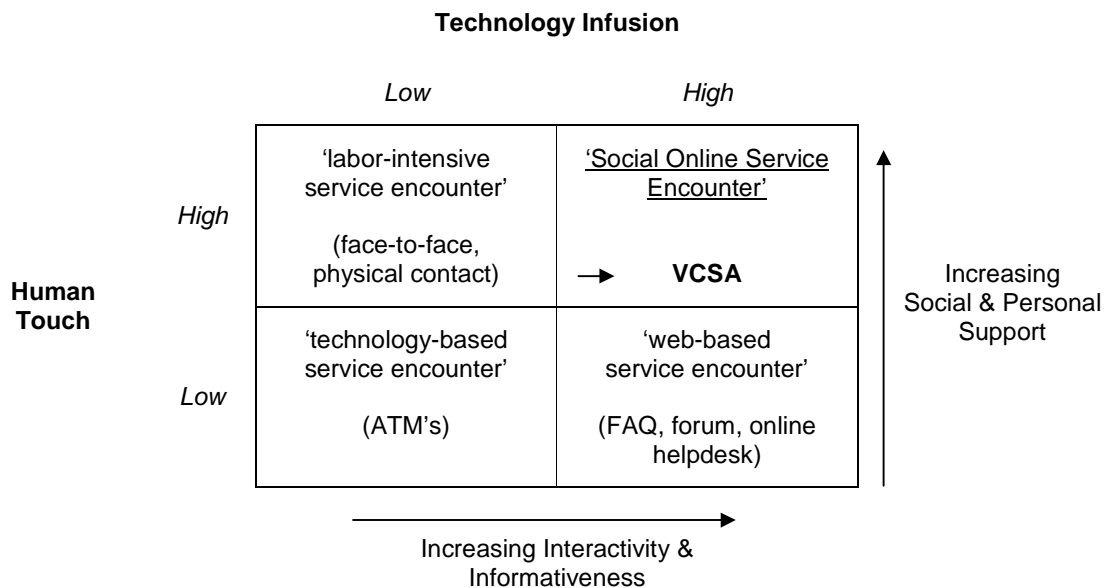 Technology Infusion
Low
High
‘labor-intensive
service encounter’
(face-to-face,
physical contact)
‘Social Online Service
Encounter’
VCSA
High
Human
Touch
Increasing
Social & Personal
Support
Low
‘technology-based
service encounter’
(ATM’s)
‘web-based
service encounter’
(FAQ, forum, online
helpdesk)
Increasing Interactivity &
Informativeness